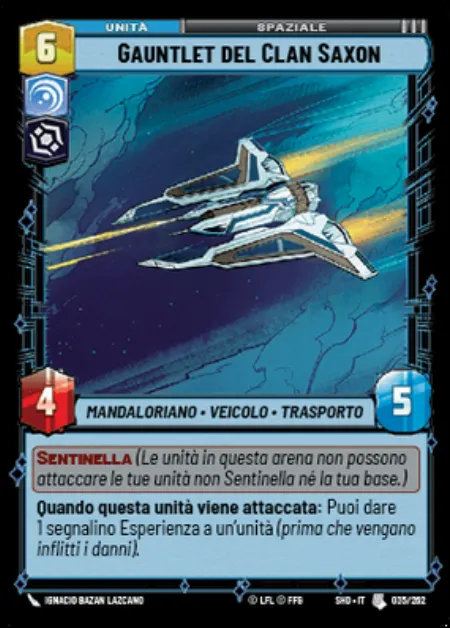 UNITÀ
SPAZIALE
6
GAUNTLET DEL CLAN SAXON
4
MANDALORIANO • VEICOLO • TRASPORTO
5
SENTINELLA (Le unità in questa arena non possono
attaccare le tue unità non Sentinella né la tua base.)
Quando questa unità viene attaccata: Puoi dare
1 segnalino Esperienza a un'unità (prima che vengano
inflitti i danni).
IGNACIO BAZAN LAZCANO
© LFL ® FFG
SHD • IT
035/262